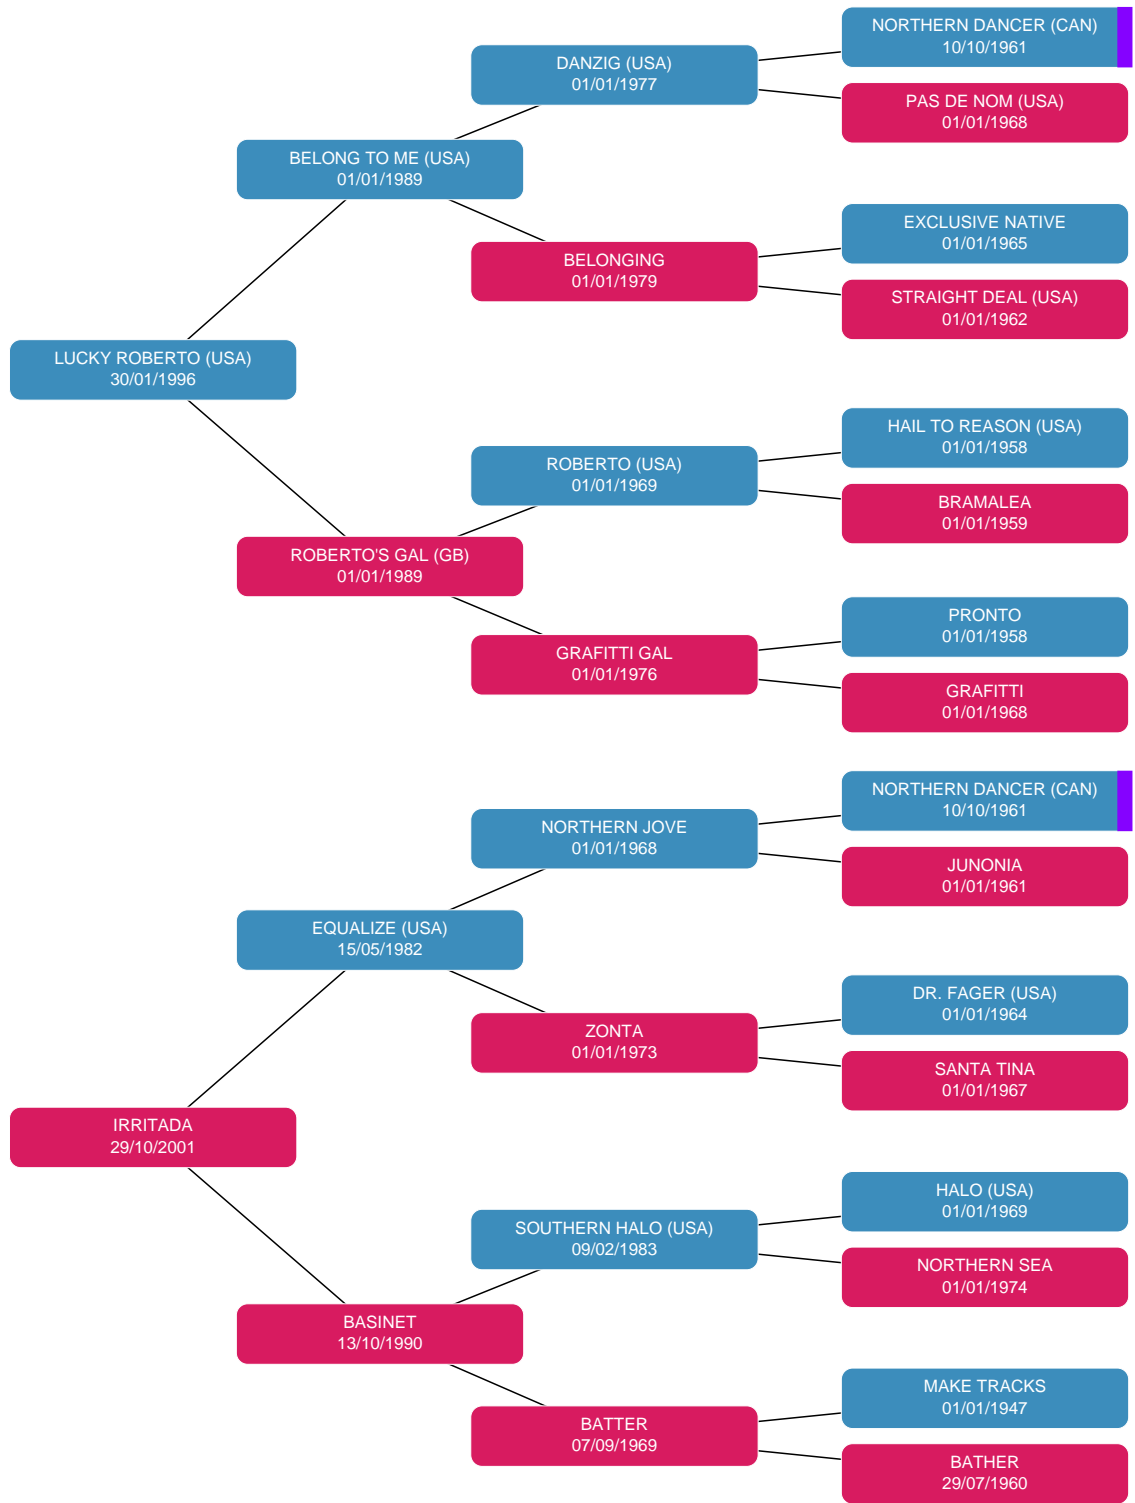 NORTHERN DANCER (CAN)
10/10/1961
DANZIG (USA)
01/01/1977
PAS DE NOM (USA)
01/01/1968
BELONG TO ME (USA)
01/01/1989
EXCLUSIVE NATIVE
01/01/1965
BELONGING
01/01/1979
STRAIGHT DEAL (USA)
01/01/1962
LUCKY ROBERTO (USA)
30/01/1996
HAIL TO REASON (USA)
01/01/1958
ROBERTO (USA)
01/01/1969
BRAMALEA
01/01/1959
ROBERTO'S GAL (GB)
01/01/1989
PRONTO
01/01/1958
GRAFITTI GAL
01/01/1976
GRAFITTI
01/01/1968
NORTHERN DANCER (CAN)
10/10/1961
NORTHERN JOVE
01/01/1968
JUNONIA
01/01/1961
EQUALIZE (USA)
15/05/1982
DR. FAGER (USA)
01/01/1964
ZONTA
01/01/1973
SANTA TINA
01/01/1967
IRRITADA
29/10/2001
HALO (USA)
01/01/1969
SOUTHERN HALO (USA)
09/02/1983
NORTHERN SEA
01/01/1974
BASINET
13/10/1990
MAKE TRACKS
01/01/1947
BATTER
07/09/1969
BATHER
29/07/1960